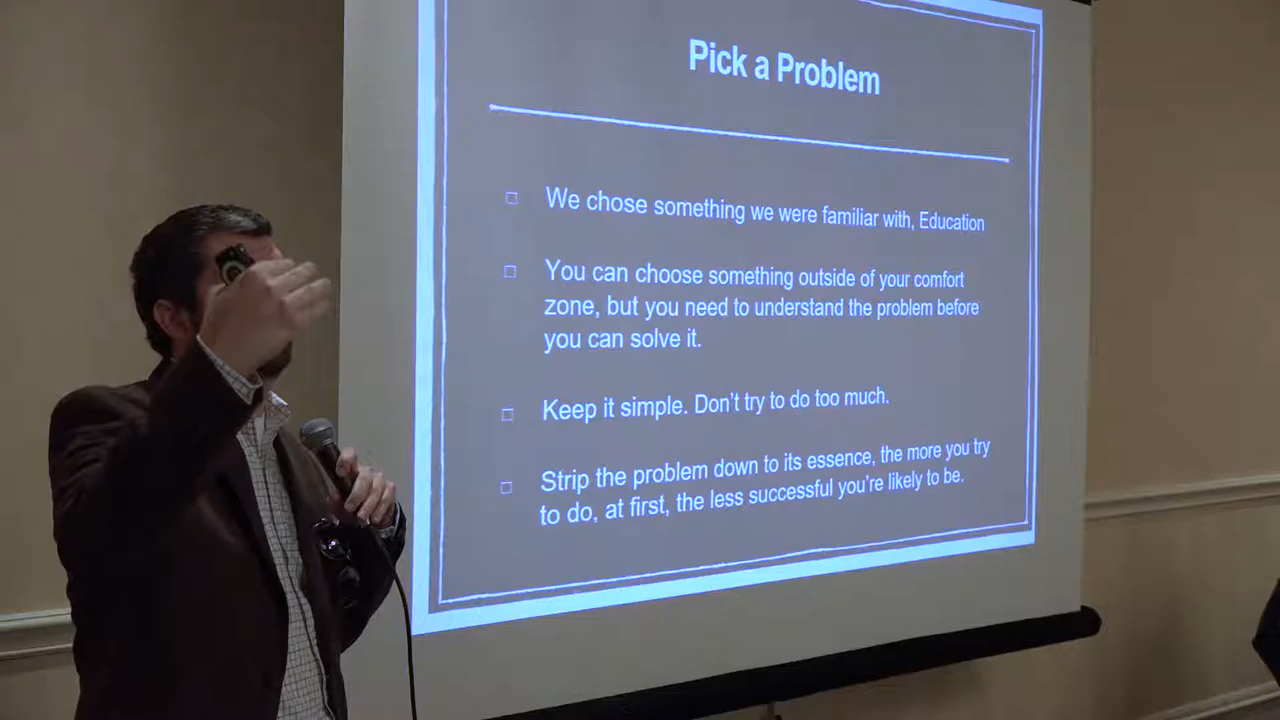 Pick a Problem
We chose something we were familiar with, Education
You can choose something outside of your comfort
zone, but you need to understand the problem before
you can solve it.
Keep it simple. Don't try to do too much.
Strip the problem down to its essence, the more you try
to do, at first, the less successful you're likely to be.